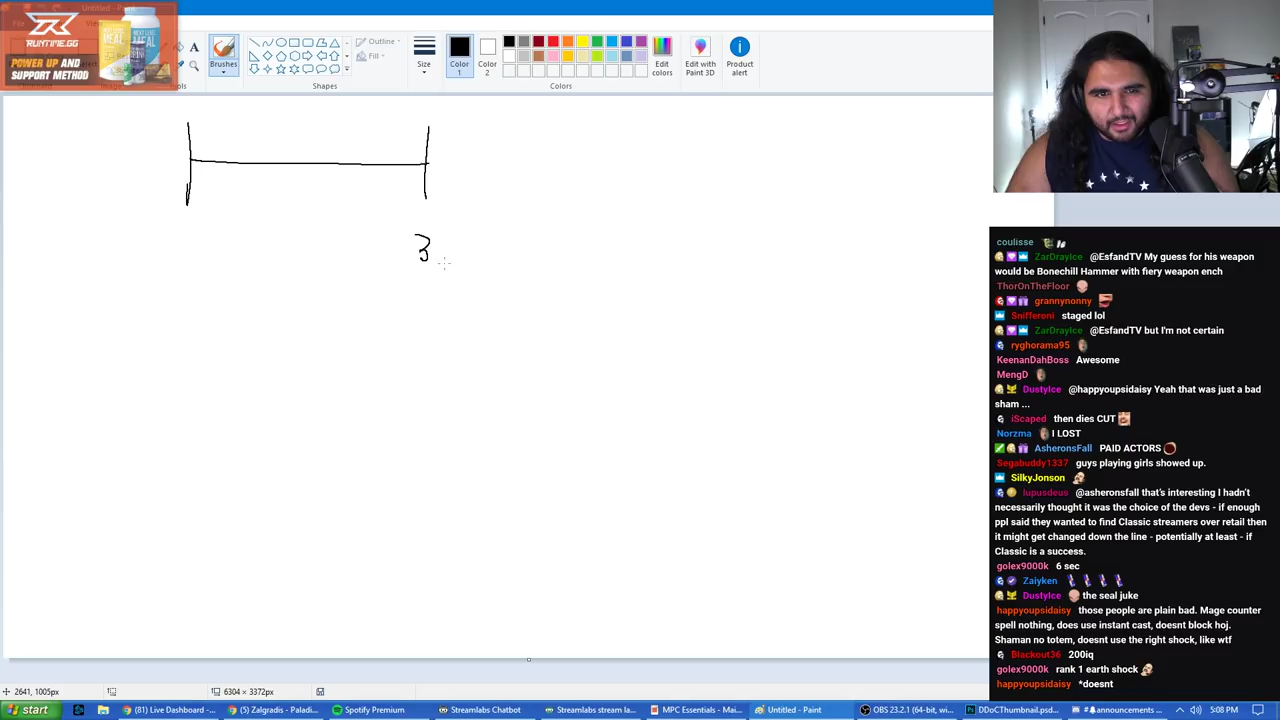 Untitled - Paint
RUNTIME.GG
POWER UP AND
SUPPORT METHOD
Brushes
Outline
Fill
Shapes
Size
Color
1
Color
2
Edit
colors
Edit with
Paint 3D
Product
alert
Colors
3
coulisse
ZarDrayIce @EsfandTV My guess for his weapon
would be Bonechill Hammer with fiery weapon ench
ThorOnTheFloor
grannynonny
Snifferoni staged lol
ZarDrayIce @EsfandTV but I'm not certain
ryghorama95
KeenanDahBoss Awesome
MengD
DustyIce @happyoupsidaisy Yeah that was just a bad
sham ...
iScaped then dies CUT
Norzma I LOST
AsheronsFall PAID ACTORS
Segabuddy1337 guys playing girls showed up.
SilkyJonson
lupusdeus @asheronsfall that's interesting I hadn't
necessarily thought it was the choice of the devs - if enough
ppl said they wanted to find Classic streamers over retail then
it might get changed down the line - potentially at least - if
Classic is a success.
golex9000k 6 sec
Zaiyken
DustyIce the seal juke
happyoupsidaisy those people are plain bad. Mage counter
spell nothing, does use instant cast, doesnt block hoj.
Shaman no totem, doesnt use the right shock, like wtf
Blackout36 200iq
golex9000k rank 1 earth shock
happyoupsidaisy *doesnt
2641, 1005px
6304 × 3372px
start
(81) Live Dashboard -...
(5) Zalgradis - Paladi...
Spotify Premium
Streamlabs Chatbot
Streamlabs stream la...
MPC Essentials - Mai...
Untitled - Paint
OBS 23.2.1 (64-bit, wi...
DDoCThumbnail.psd...
#announcements ...
5:08 PM